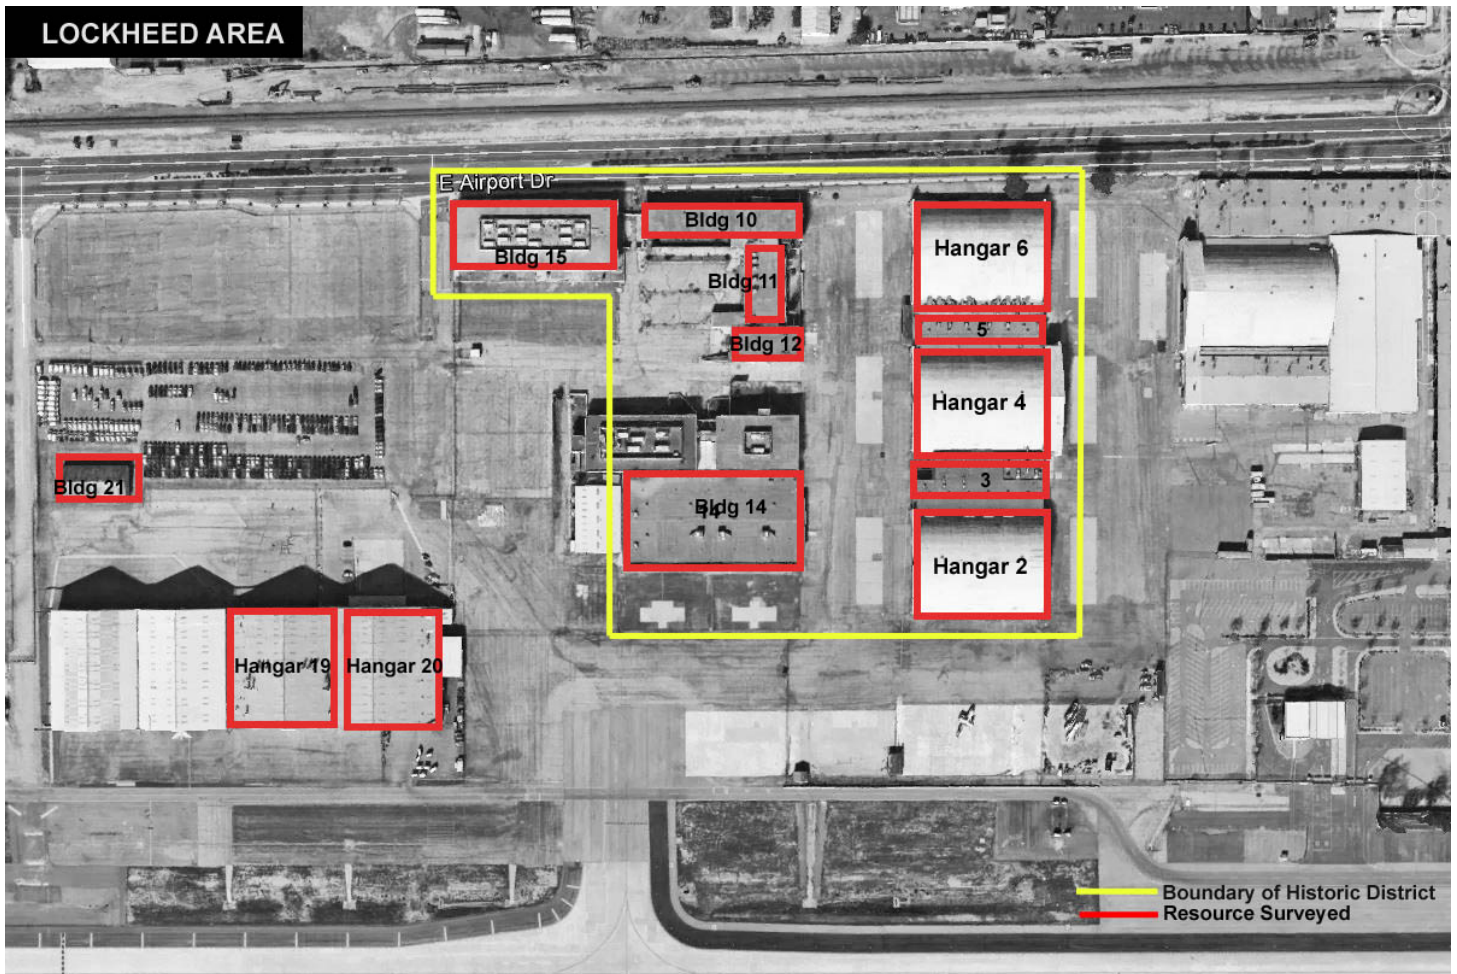 LOCKHEED AREA
E Airport Dr
Bldg 10
Hangar 6
Bldg 15
Bldg 11
5
Bldg 12
Hangar 4
3
Bldg 21
Bldg 14
14
Hangar 2
Hangar 19
Hangar 20
Boundary of Historic District
Resource Surveyed